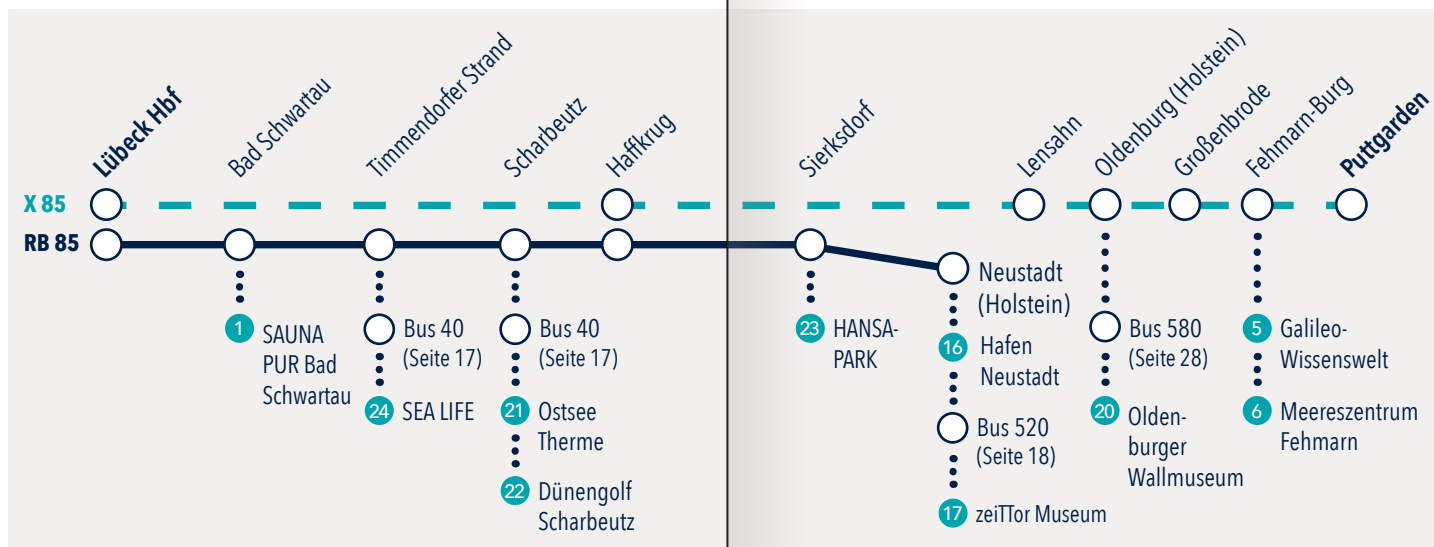 Lübeck Hbf
Bad Schwartau
Timmendorfer Strand
Scharbeutz
Haffkrug
Sierksdorf
Lensahn
Oldenburg (Holstein)
Großenbrode
Fehmarn-Burg
Puttgarden
X 85
RB 85
1 SAUNA
PUR Bad
Schwartau
Bus 40
(Seite 17)
24 SEA LIFE
Bus 40
(Seite 17)
21 Ostsee
Therme
22 Dünengolf
Scharbeutz
23 HANSA-
PARK
Neustadt
(Holstein)
16 Hafen
Neustadt
Bus 520
(Seite 18)
17 zeiTTor Museum
Bus 580
(Seite 28)
20 Olden-
burger
Wallmuseum
5 Galileo-
Wissenswelt
6 Meereszentrum
Fehmarn